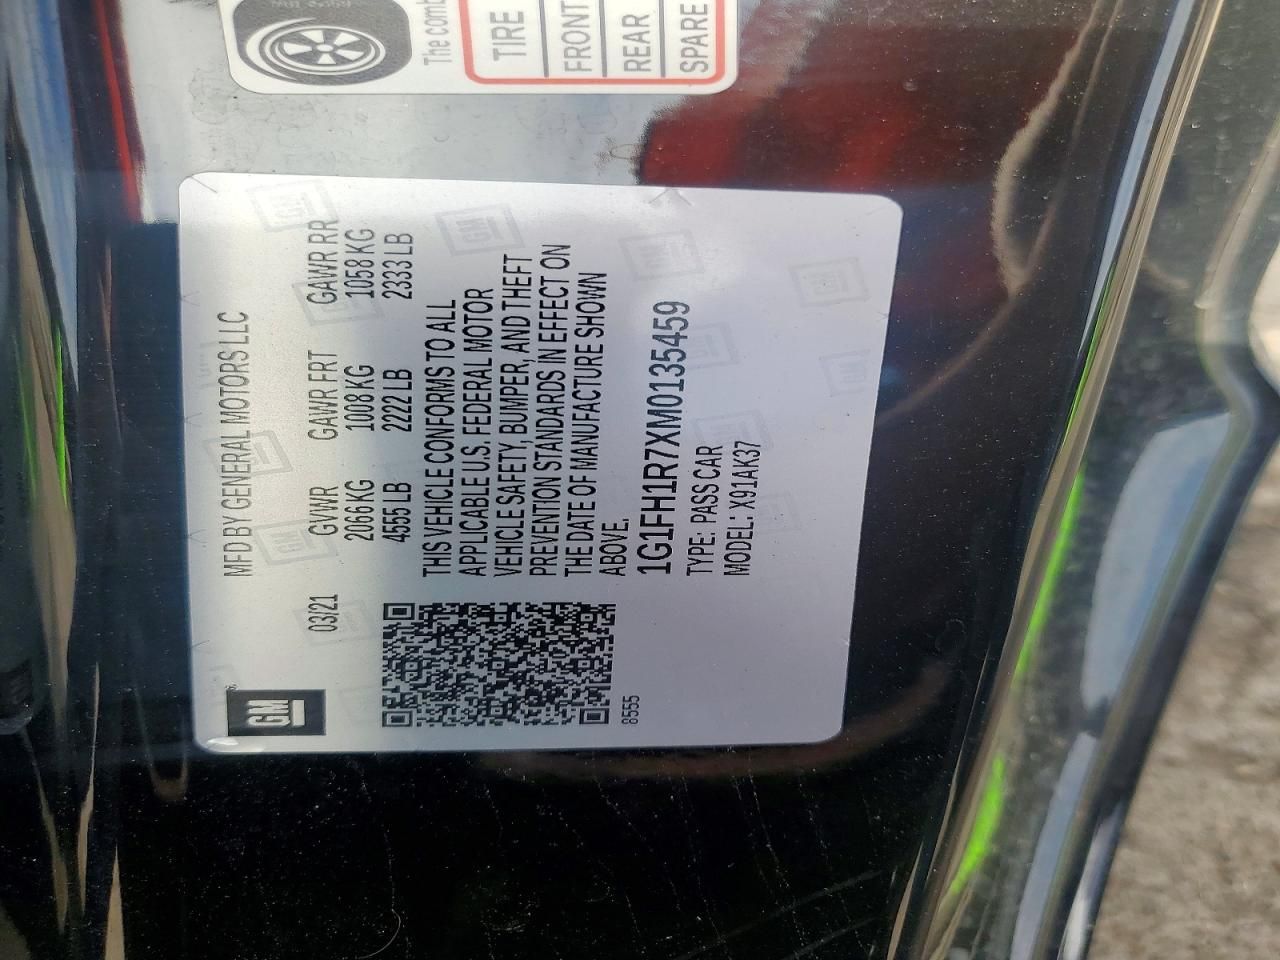 The comb
TIRE
FRONT
REAR
SPARE
MFD BY GENERAL MOTORS LLC
GM
03/21 GVWR GAWR FRT GAWR RR
2066 KG 1008 KG 1058 KG
4555 LB 2222 LB 2333 LB
THIS VEHICLE CONFORMS TO ALL
APPLICABLE U.S. FEDERAL MOTOR
VEHICLE SAFETY, BUMPER, AND THEFT
PREVENTION STANDARDS IN EFFECT ON
THE DATE OF MANUFACTURE SHOWN
ABOVE.
8555
1G1FH1R7XM0135459
TYPE: PASS CAR
MODEL: X91AK37